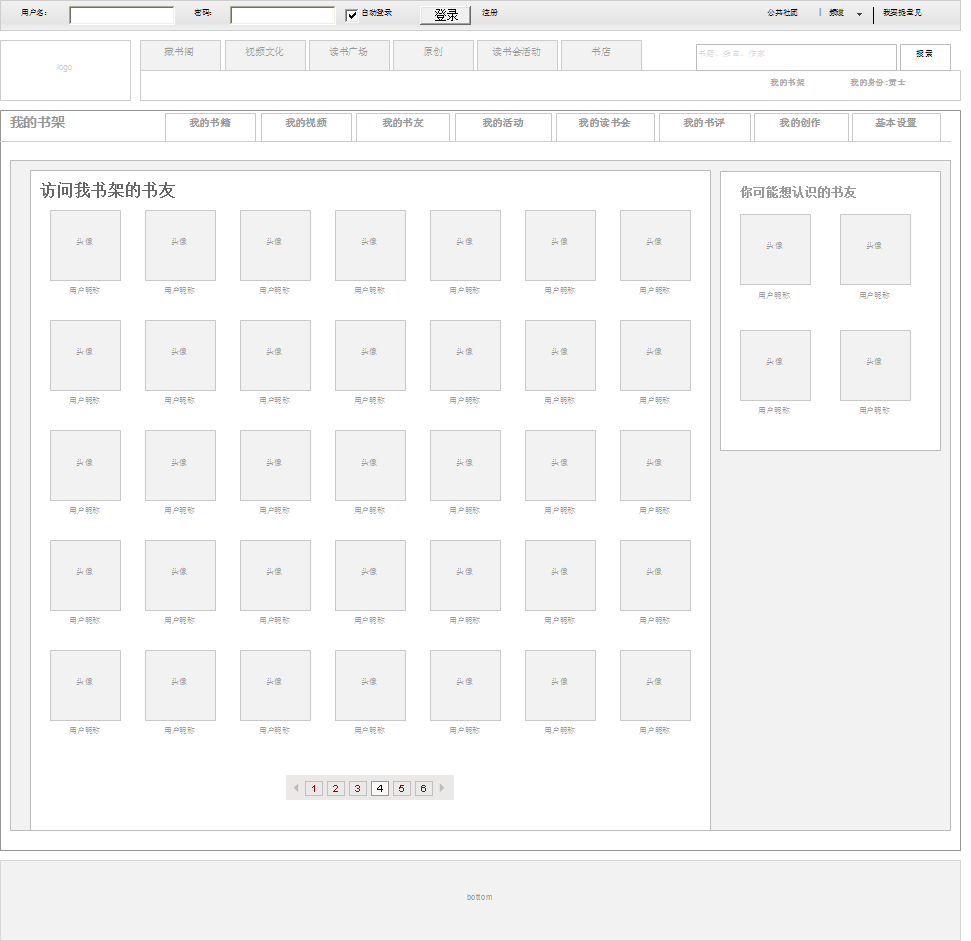 用户名: 密码: 自动登录 登录 注册 公共社团 | 频道 我要提意见
logo 藏书阁 视频文化 读书广场 原创 读书会活动 书店 书籍、杂志、作家 搜索
我的书架 我的身份:贡士
我的书架 我的书籍 我的视频 我的书友 我的活动 我的读书会 我的书评 我的创作 基本设置
访问我书架的书友
头像 头像 头像 头像 头像 头像 头像
用户昵称 用户昵称 用户昵称 用户昵称 用户昵称 用户昵称 用户昵称
头像 头像 头像 头像 头像 头像 头像
用户昵称 用户昵称 用户昵称 用户昵称 用户昵称 用户昵称 用户昵称
头像 头像 头像 头像 头像 头像 头像
用户昵称 用户昵称 用户昵称 用户昵称 用户昵称 用户昵称 用户昵称
头像 头像 头像 头像 头像 头像 头像
用户昵称 用户昵称 用户昵称 用户昵称 用户昵称 用户昵称 用户昵称
头像 头像 头像 头像 头像 头像 头像
用户昵称 用户昵称 用户昵称 用户昵称 用户昵称 用户昵称 用户昵称
1 2 3 4 5 6
你可能想认识的书友
头像 头像
用户昵称 用户昵称
头像 头像
用户昵称 用户昵称
bottom